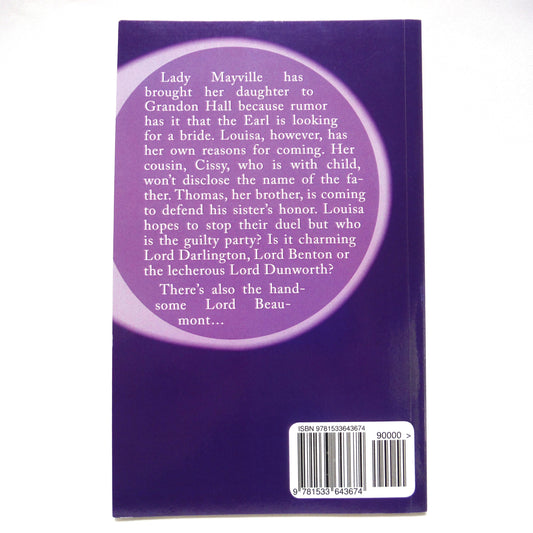 Lady Mayville has
brought her daughter to
Grandon Hall because rumor
has it that the Earl is looking
for a bride. Louisa, however, has
her own reasons for coming. Her
cousin, Cissy, who is with child,
won't disclose the name of the fa-
ther. Thomas, her brother, is coming
to defend his sister's honor. Louisa
hopes to stop their duel but who
is the guilty party? Is it charming
Lord Darlington, Lord Benton or
the lecherous Lord Dunworth?
There's also the hand-
some Lord Beau-
mont...
ISBN 9781533643674
90000 >
9 781533 643674